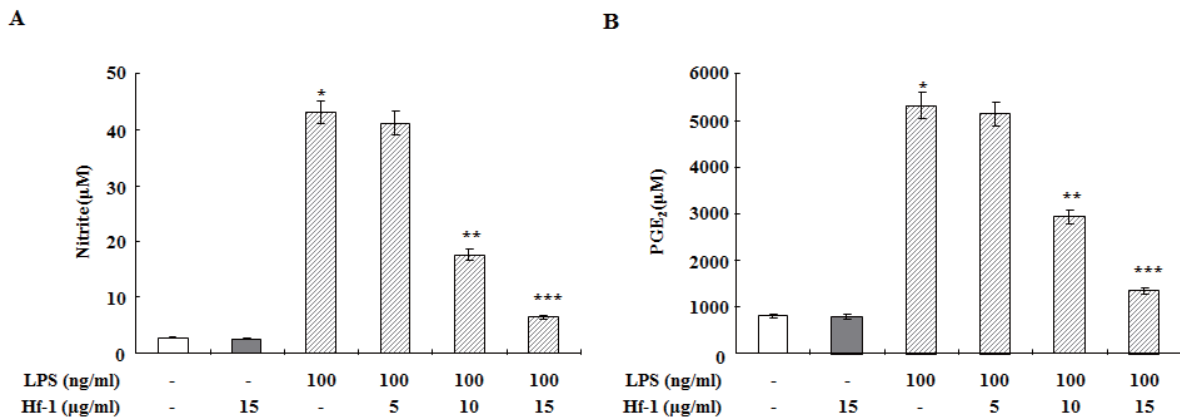 A
B
50
40
30
20
10
0
Nitrite(µM)
*
**
***
6000
5000
4000
3000
2000
1000
0
PGE₂(µM)
*
**
***
LPS (ng/ml) - - 100 100 100 100
Hf-1 (µg/ml) - 15 - 5 10 15
LPS (ng/ml) - - 100 100 100 100
Hf-1 (µg/ml) - 15 - 5 10 15